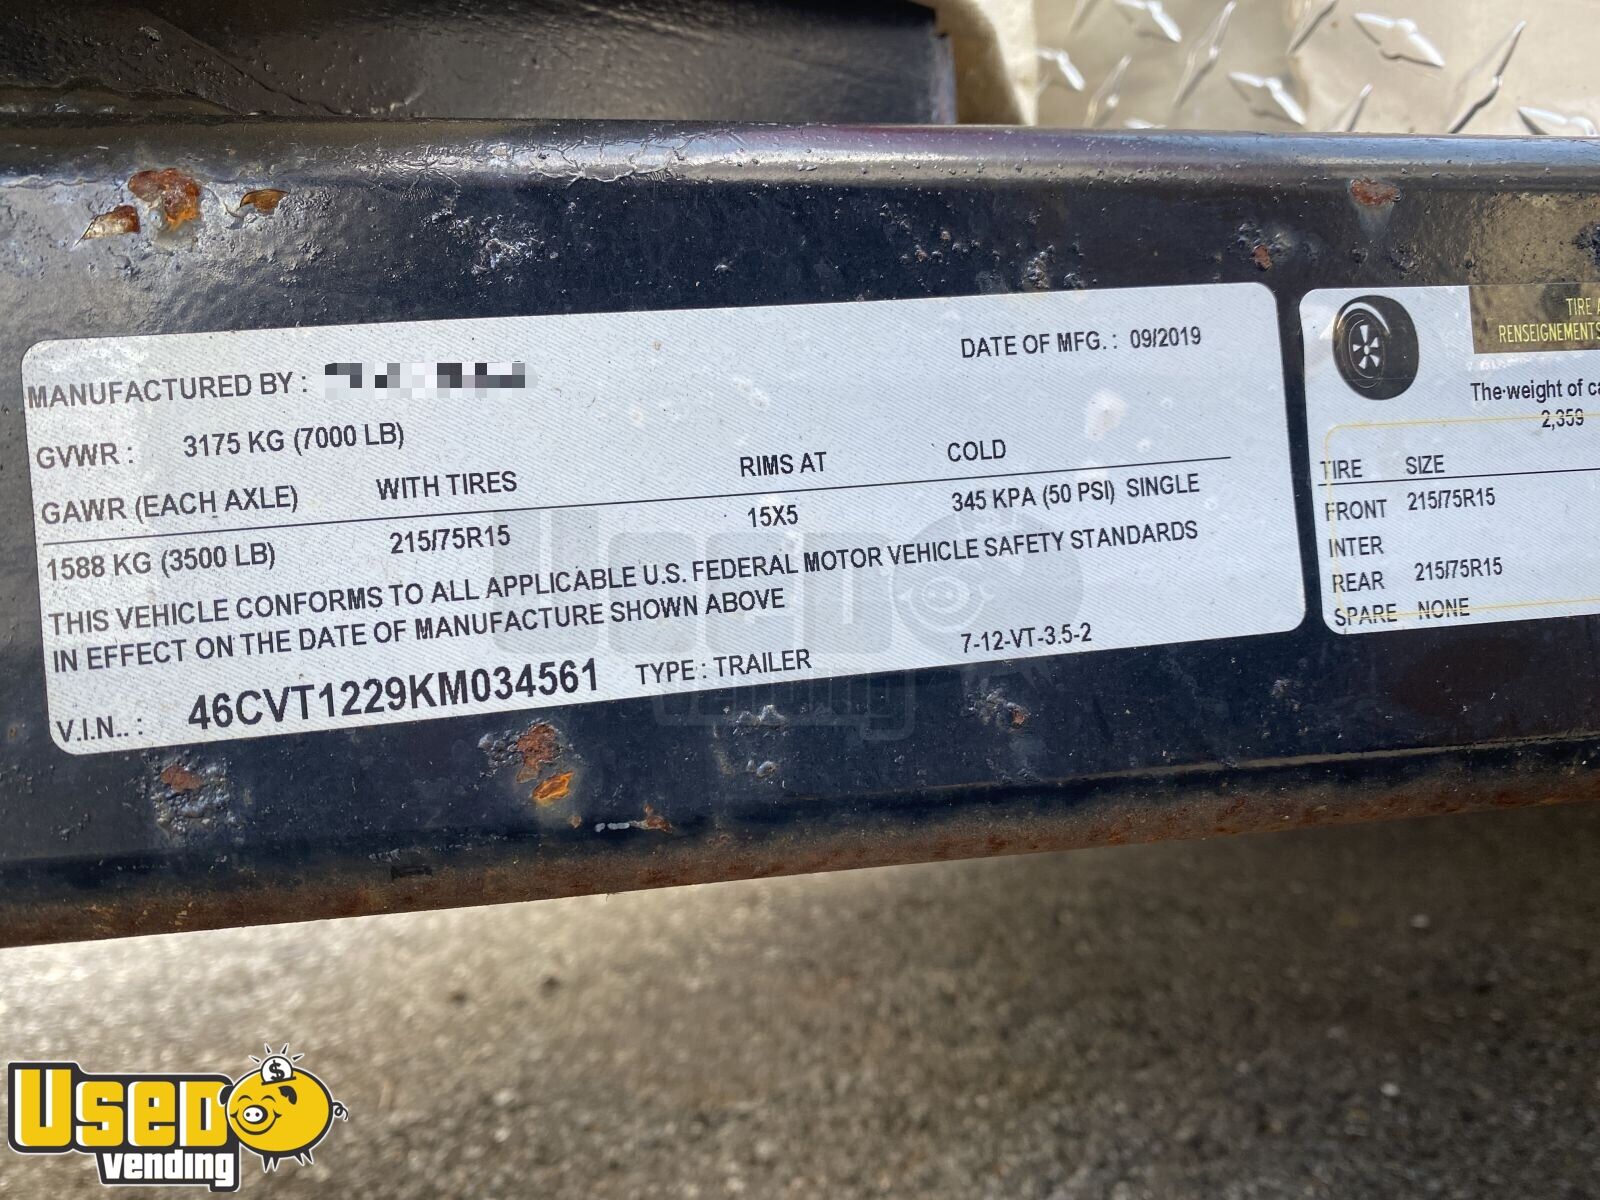 MANUFACTURED BY :
DATE OF MFG. : 09/2019
GVWR : 3175 KG (7000 LB)
GAWR (EACH AXLE) WITH TIRES RIMS AT COLD
1588 KG (3500 LB) 215/75R15 15X5 345 KPA (50 PSI) SINGLE
THIS VEHICLE CONFORMS TO ALL APPLICABLE U.S. FEDERAL MOTOR VEHICLE SAFETY STANDARDS
IN EFFECT ON THE DATE OF MANUFACTURE SHOWN ABOVE
V.I.N.. : 46CVT1229KM034561 TYPE : TRAILER 7-12-VT-3.5-2
TIRE
RENSEIGNEMENTS
The weight of
2,359
TIRE SIZE
FRONT 215/75R15
INTER
REAR 215/75R15
SPARE NONE
USED
vending